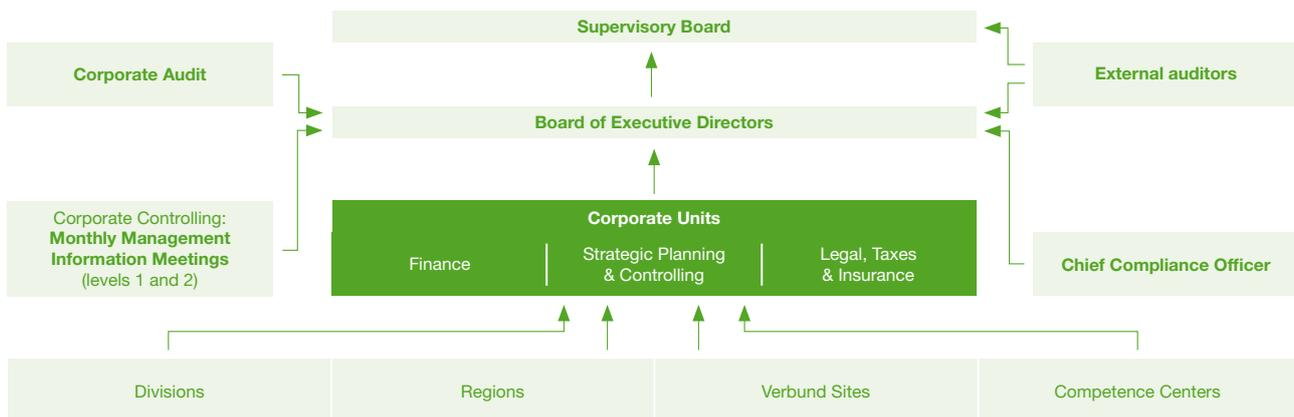 Supervisory Board
Corporate Audit
External auditors
Board of Executive Directors
Corporate Controlling:
Monthly Management
Information Meetings
(levels 1 and 2)
Corporate Units
Finance
Strategic Planning
& Controlling
Legal, Taxes
& Insurance
Chief Compliance Officer
Divisions
Regions
Verbund Sites
Competence Centers